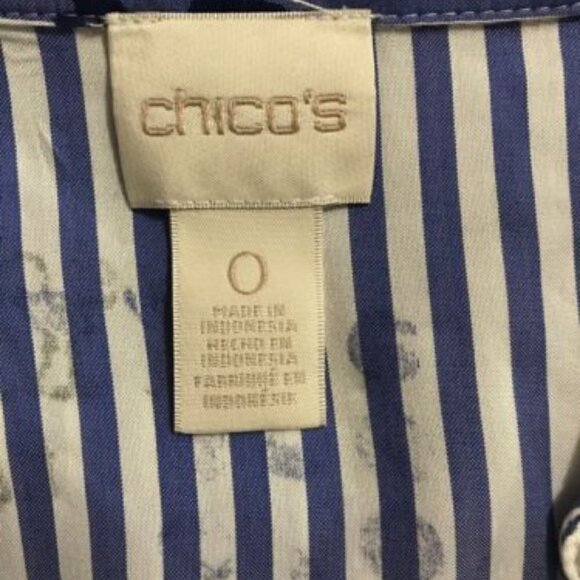 chico's
0
MADE IN
INDONESIA
HECHO EN
INDONESIA
FABRIQUÉ EN
INDONÉSIE